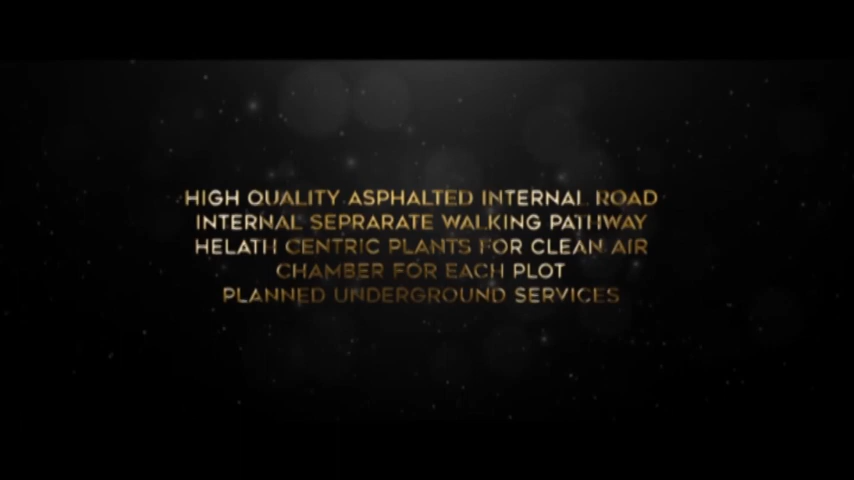 HIGH QUALITY ASPHALTED INTERNAL ROAD
INTERNAL SEPRARATE WALKING PATHWAY
HELATH CENTRIC PLANTS FOR CLEAN AIR
CHAMBER FOR EACH PLOT
PLANNED UNDERGROUND SERVICES